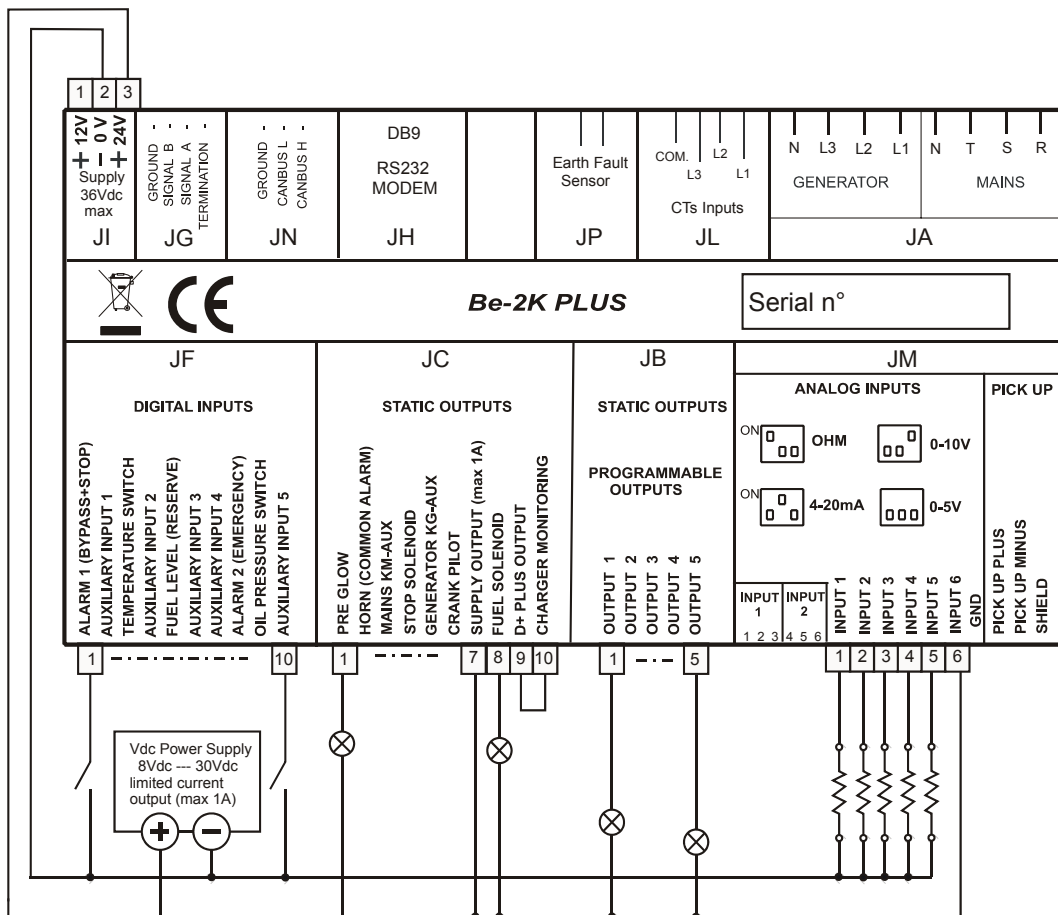 1 2 3
+ 12V
- 0 V
+ 24V
Supply
36Vdc
max
JI
GROUND -
SIGNAL B -
SIGNAL A -
TERMINATION -
JG
GROUND -
CANBUS L -
CANBUS H -
JN
DB9
RS232
MODEM
JH
Earth Fault
Sensor
JP
COM.
L3
L2
L1
CTs Inputs
JL
N L3 L2 L1
GENERATOR
N T S R
MAINS
JA
CE
Be-2K PLUS
Serial n°
JF
DIGITAL INPUTS
ALARM 1 (BYPASS+STOP)
AUXILIARY INPUT 1
TEMPERATURE SWITCH
AUXILIARY INPUT 2
FUEL LEVEL (RESERVE)
AUXILIARY INPUT 3
AUXILIARY INPUT 4
ALARM 2 (EMERGENCY)
OIL PRESSURE SWITCH
AUXILIARY INPUT 5
1 10
JC
STATIC OUTPUTS
PRE GLOW
HORN (COMMON ALARM)
MAINS KM-AUX
STOP SOLENOID
GENERATOR KG-AUX
CRANK PILOT
SUPPLY OUTPUT (max 1A)
FUEL SOLENOID
D+ PLUS OUTPUT
CHARGER MONITORING
1 7 8 9 10
JB
STATIC OUTPUTS
PROGRAMMABLE
OUTPUTS
OUTPUT 1
OUTPUT 2
OUTPUT 3
OUTPUT 4
OUTPUT 5
1 5
JM
ANALOG INPUTS
ON
OHM
0-10V
ON
4-20mA
0-5V
INPUT
1
1 2 3
INPUT
2
4 5 6
INPUT 1
INPUT 2
INPUT 3
INPUT 4
INPUT 5
INPUT 6
GND
1 2 3 4 5 6
PICK UP
PICK UP PLUS
PICK UP MINUS
SHIELD
Vdc Power Supply
8Vdc --- 30Vdc
limited current
output (max 1A)
+ -